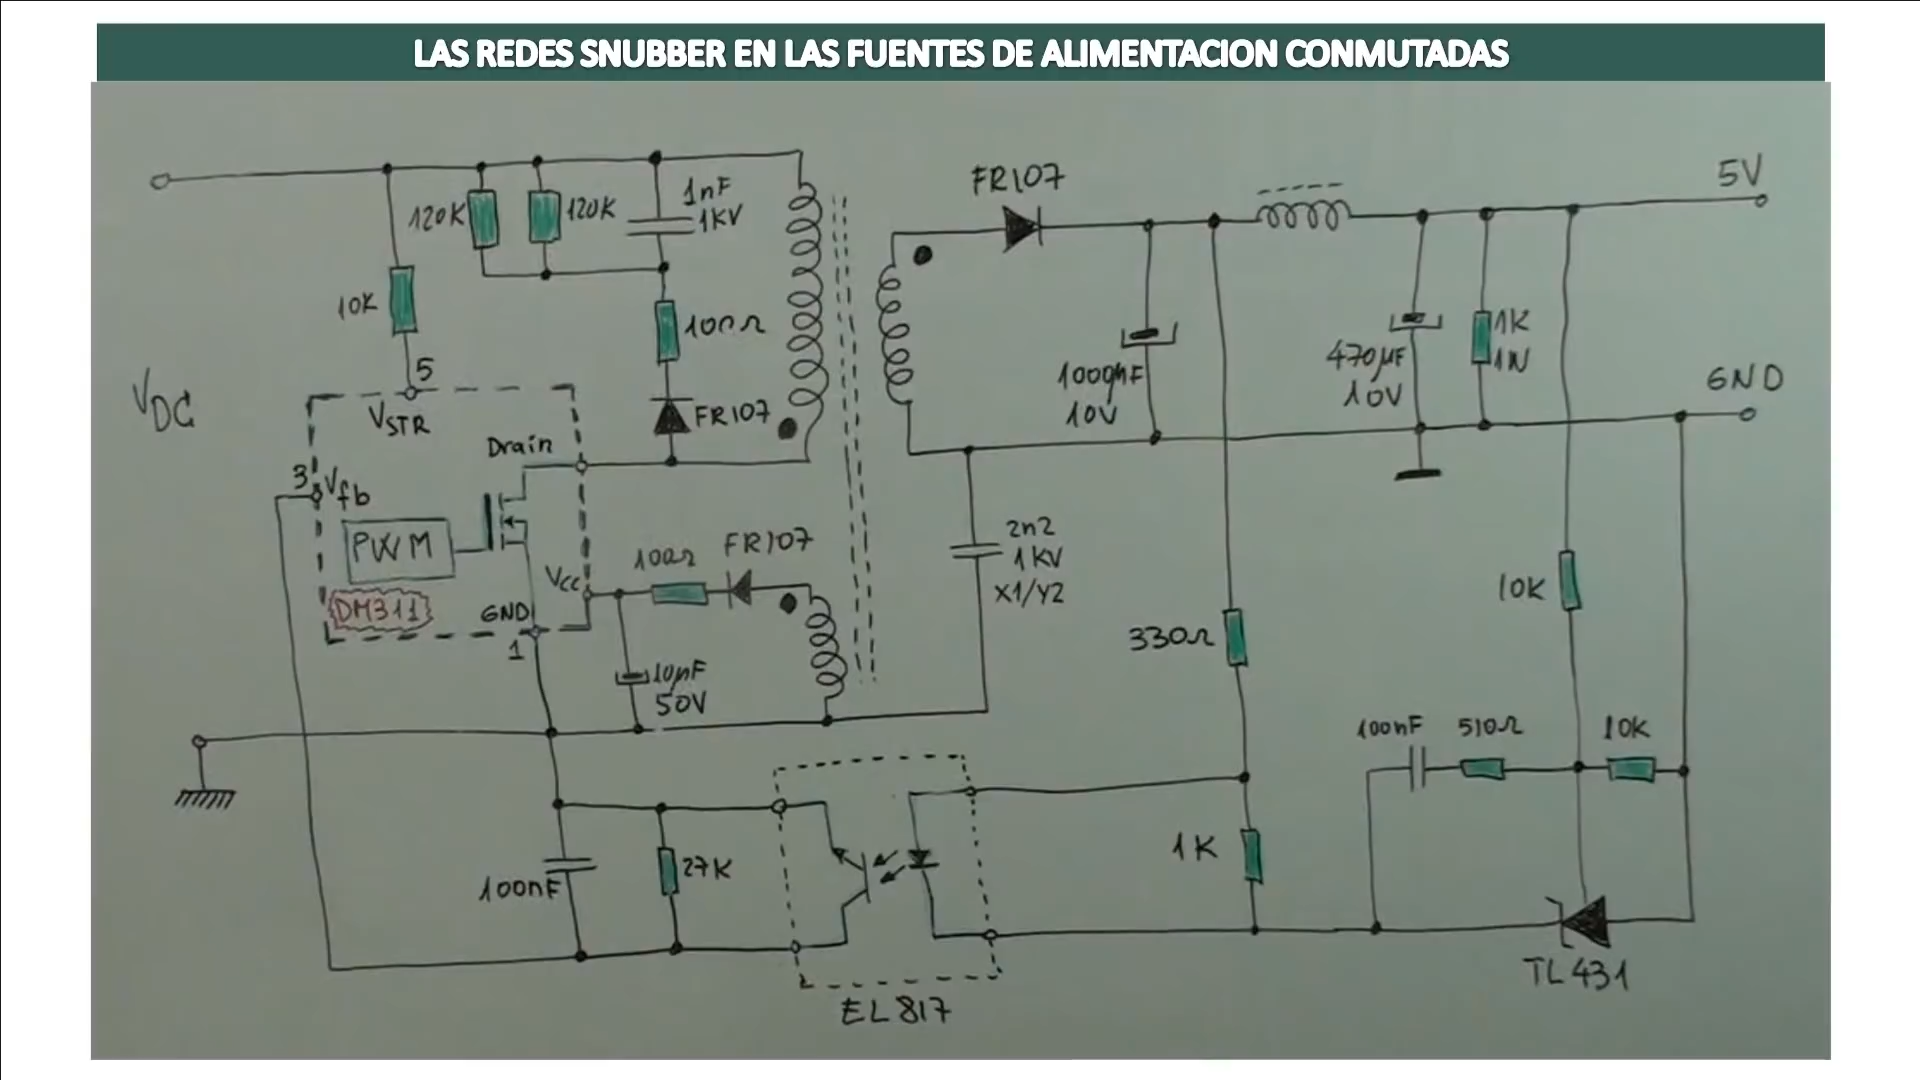 LAS REDES SNUBBER EN LAS FUENTES DE ALIMENTACION CONMUTADAS
120K
120K
1nF
1KV
10K
100Ω
FR107
5
VSTR
VDC
Drain
3
Vfb
PWM
DM311
Vcc
GND
1
100Ω
FR107
10µF
50V
FR107
5V
1000µF
10V
470µF
10V
1K
1W
GND
2n2
1KV
X1/Y2
330Ω
10K
100nF
510Ω
10K
1K
100nF
27K
EL817
TL431